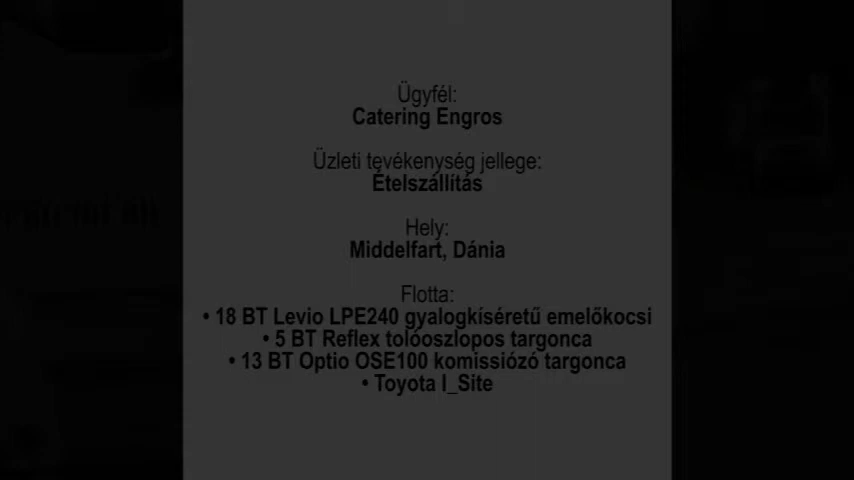 Ügyfél:
Catering Engros
Üzleti tevékenység jellege:
Ételszállítás
Hely:
Middelfart, Dánia
Flotta:
• 18 BT Levio LPE240 gyalogkíséretű emelőkocsi
• 5 BT Reflex tolóoszlopos targonca
• 13 BT Optio OSE100 komissiózó targonca
• Toyota I_Site